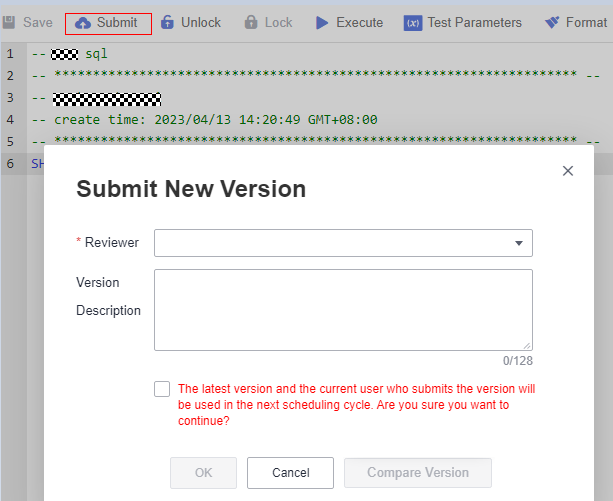 Save Submit Unlock Lock Execute {x} Test Parameters Format
1 -- sql
2 -- ******************************************************************** --
3 --
4 -- create time: 2023/04/13 14:20:49 GMT+08:00
5 -- ******************************************************************** --
6 SH
Submit New Version
* Reviewer
Version
Description
0/128
The latest version and the current user who submits the version will
be used in the next scheduling cycle. Are you sure you want to
continue?
OK Cancel Compare Version